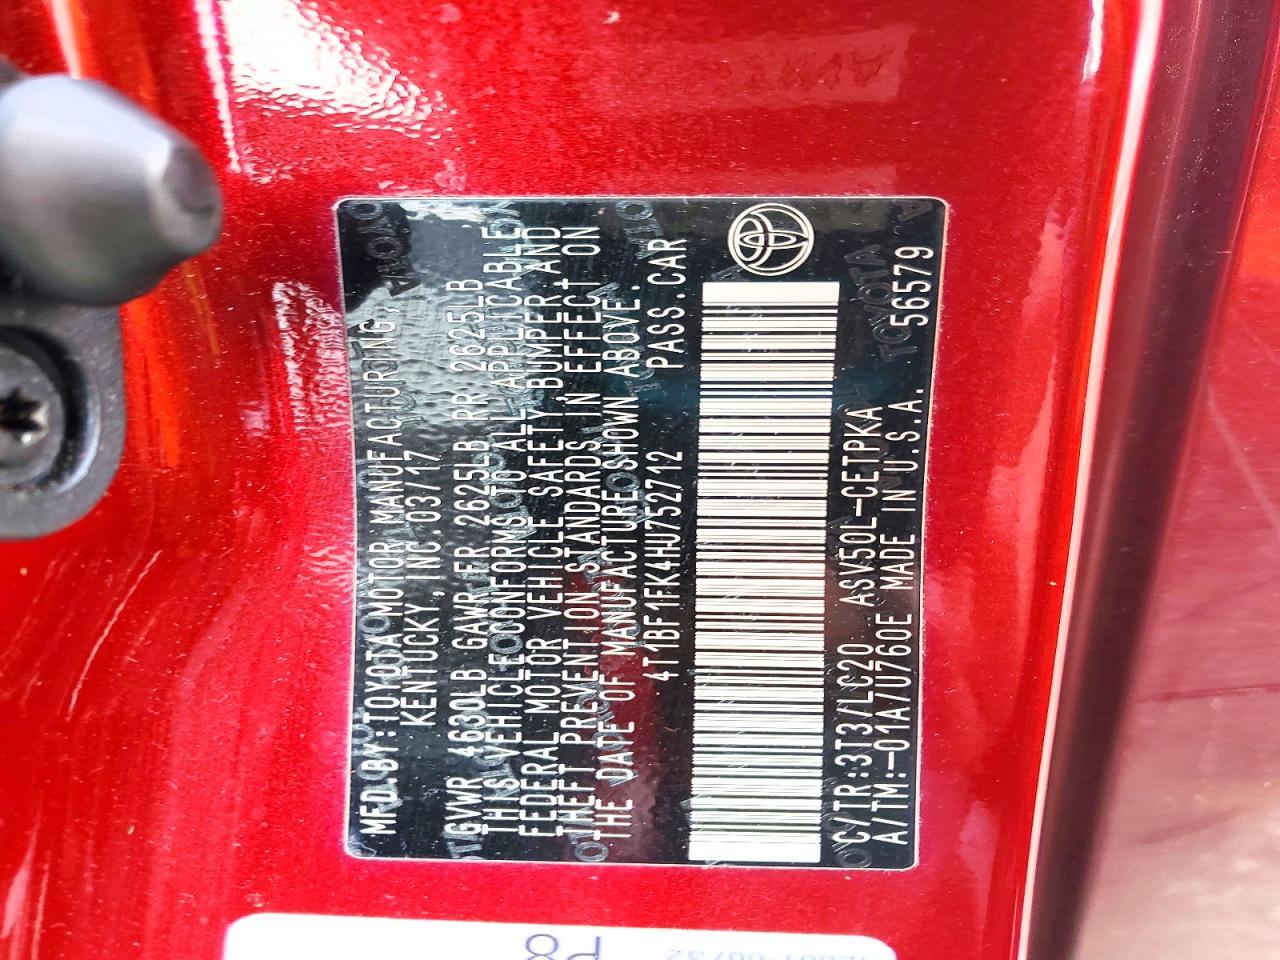 MFD.BY:TOYOTA MOTOR MANUFACTURING,
KENTUCKY,INC.03/17
GVWR 4630LB GAWR FR 2625LB RR 2625LB
THIS VEHICLE CONFORMS TO ALL APPLICABLE
FEDERAL MOTOR VEHICLE SAFETY, BUMPER AND
THEFT PREVENTION STANDARDS IN EFFECT ON
THE DATE OF MANUFACTURE SHOWN ABOVE.
4T1BF1FK4HU752712 PASS.CAR
C/TR:3T3/LC20 ASV50L-CETPKA
A/TM:-01A/U760E MADE IN U.S.A. 56579
TOYOTA